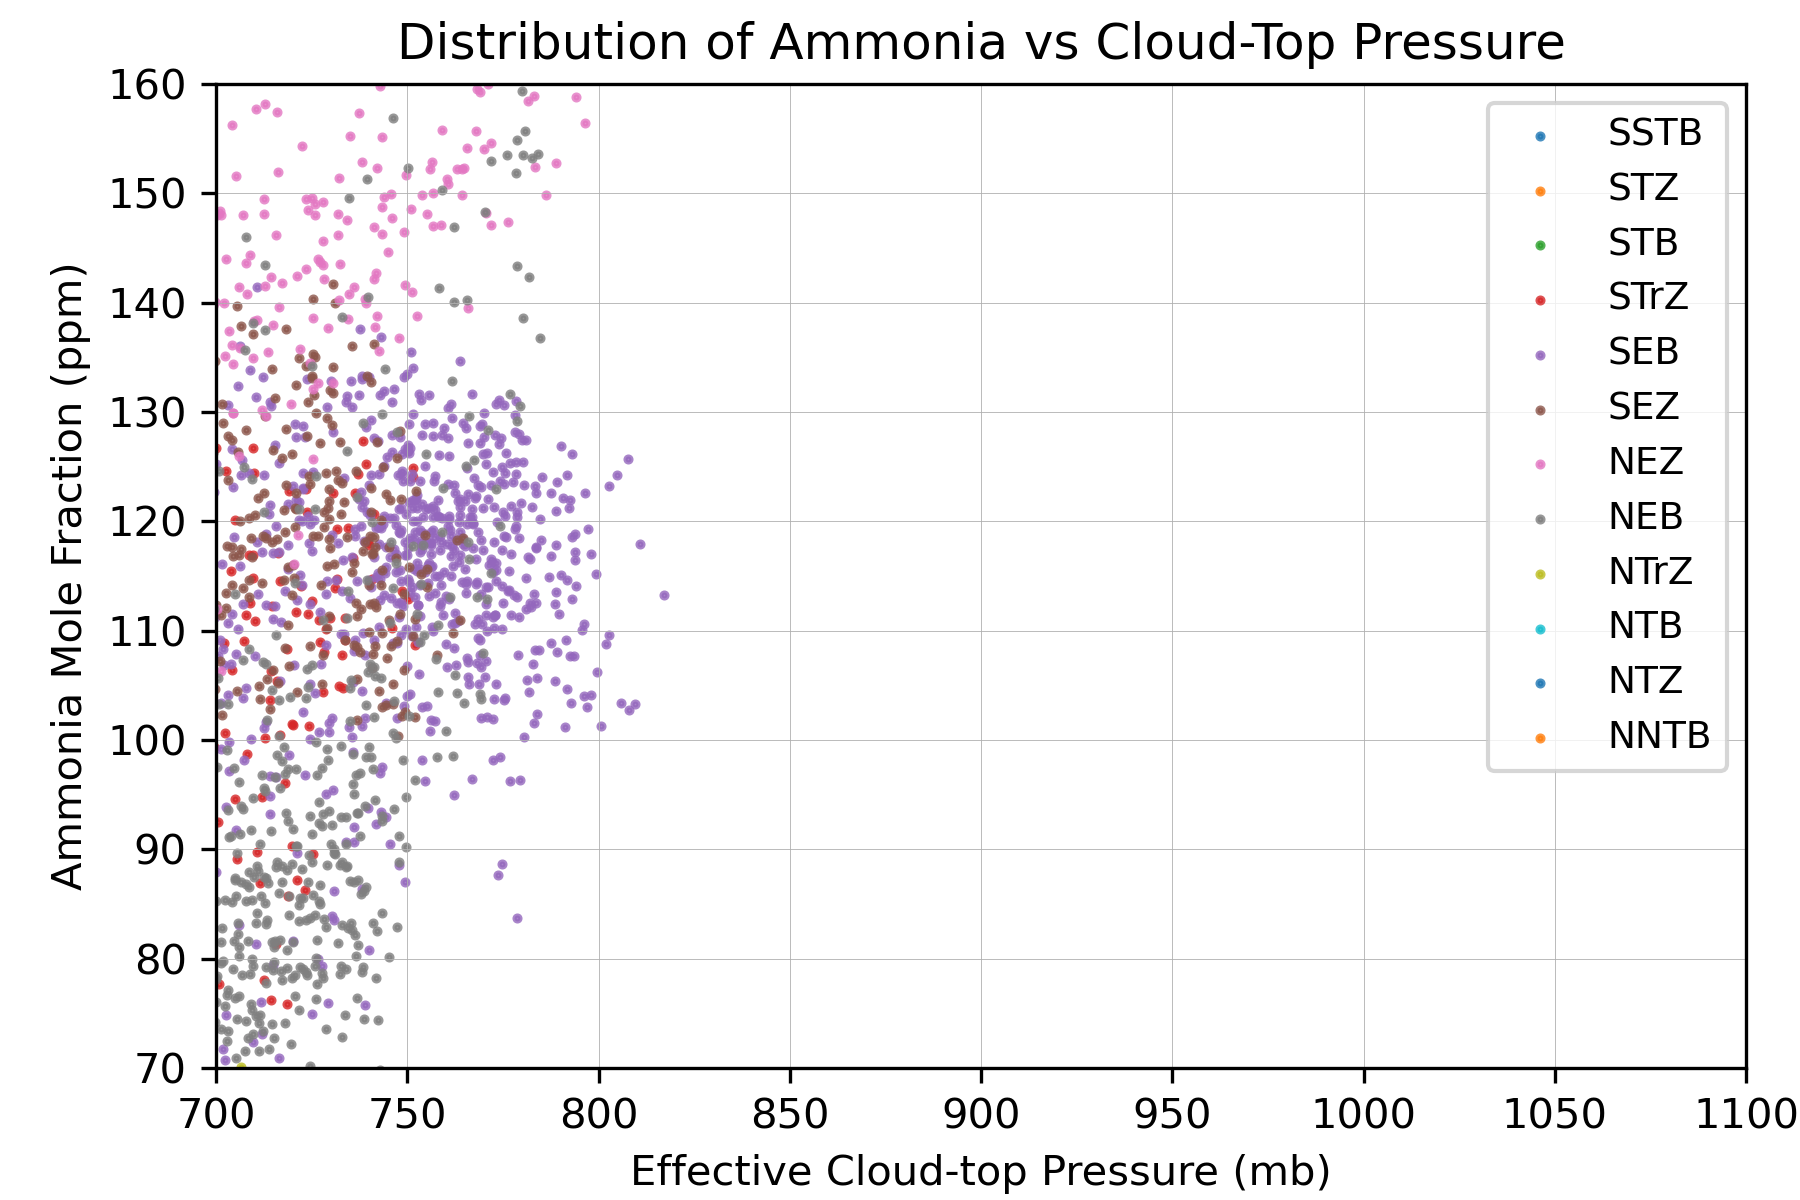 Distribution of Ammonia vs Cloud-Top Pressure
160
150
140
130
120
110
100
90
80
70
Ammonia Mole Fraction (ppm)
SSTB
STZ
STB
STrZ
SEB
SEZ
NEZ
NEB
NTrZ
NTB
NTZ
NNTB
700 750 800 850 900 950 1000 1050 1100
Effective Cloud-top Pressure (mb)